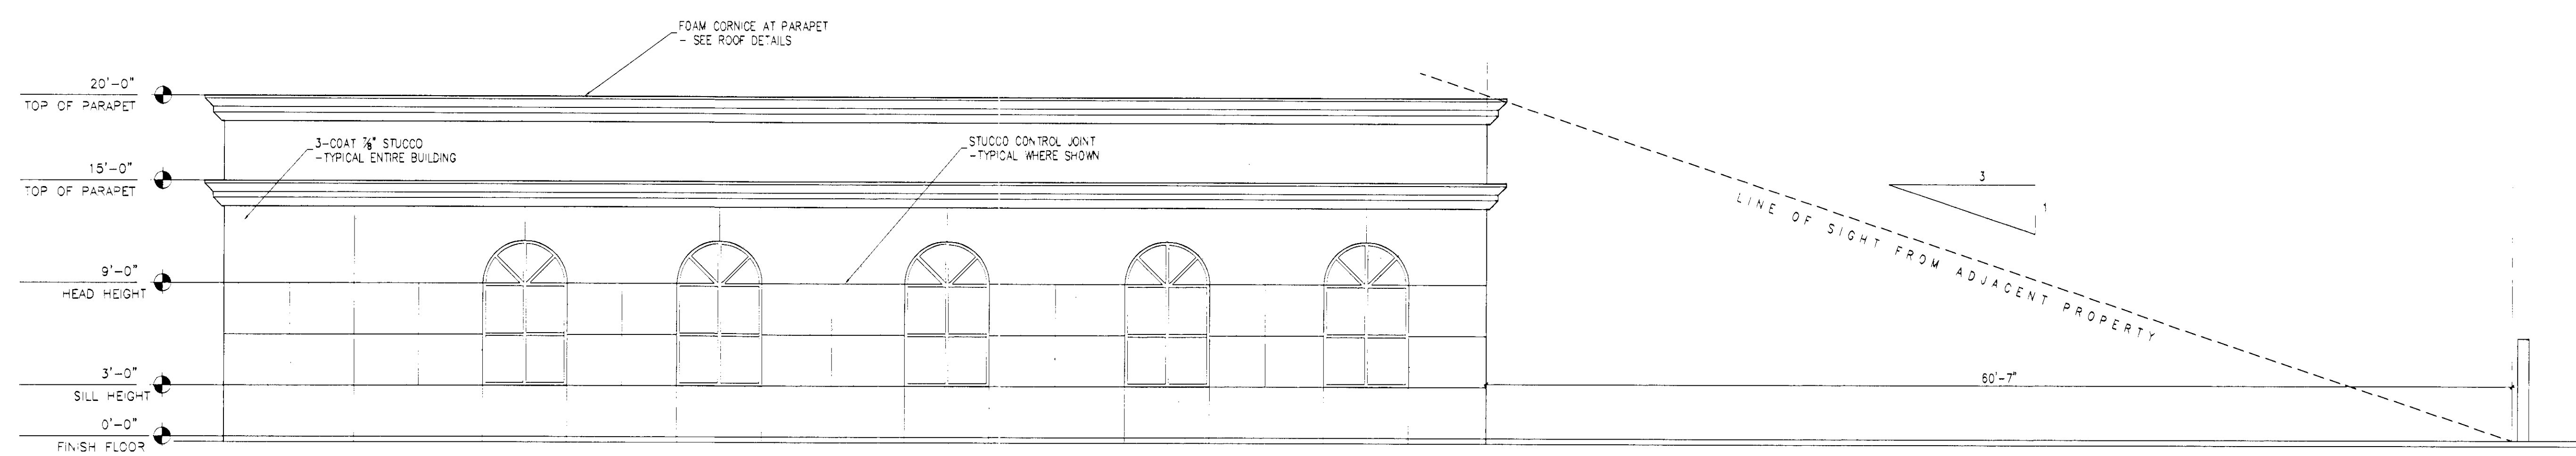 FOAM CORNICE AT PARAPET
- SEE ROOF DETAILS
20'-0"
TOP OF PARAPET
3-COAT 7/8" STUCCO
-TYPICAL ENTIRE BUILDING
STUCCO CONTROL JOINT
-TYPICAL WHERE SHOWN
15'-0"
TOP OF PARAPET
3
1
LINE OF SIGHT FROM ADJACENT PROPERTY
9'-0"
HEAD HEIGHT
3'-0"
SILL HEIGHT
60'-7"
0'-0"
FINISH FLOOR